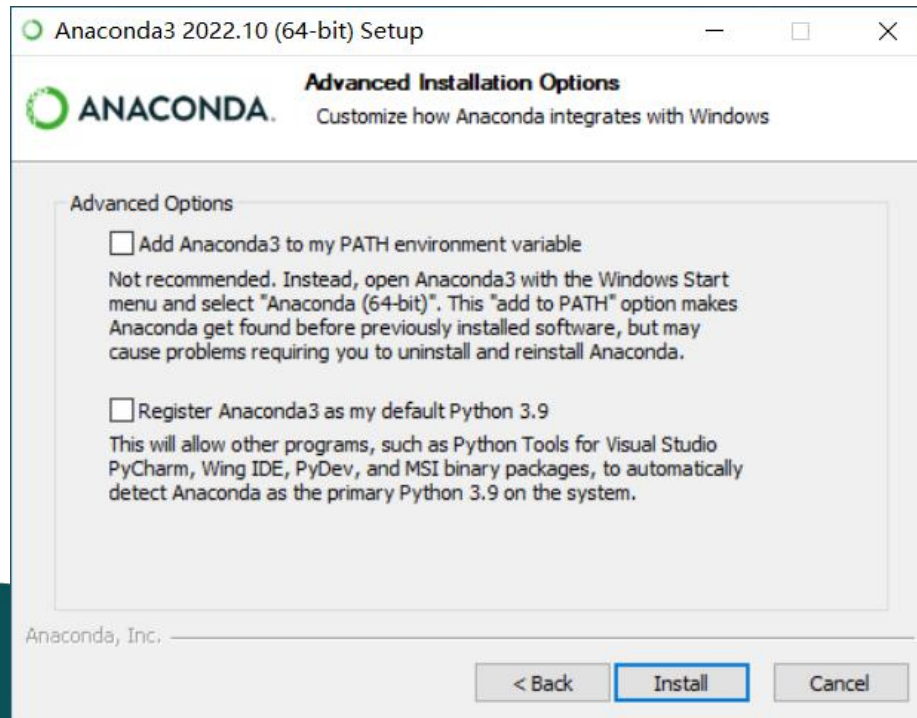 Anaconda3 2022.10 (64-bit) Setup
ANACONDA.
Advanced Installation Options
Customize how Anaconda integrates with Windows
Advanced Options
Add Anaconda3 to my PATH environment variable
Not recommended. Instead, open Anaconda3 with the Windows Start
menu and select "Anaconda (64-bit)". This "add to PATH" option makes
Anaconda get found before previously installed software, but may
cause problems requiring you to uninstall and reinstall Anaconda.
Register Anaconda3 as my default Python 3.9
This will allow other programs, such as Python Tools for Visual Studio
PyCharm, Wing IDE, PyDev, and MSI binary packages, to automatically
detect Anaconda as the primary Python 3.9 on the system.
Anaconda, Inc.
< Back Install Cancel